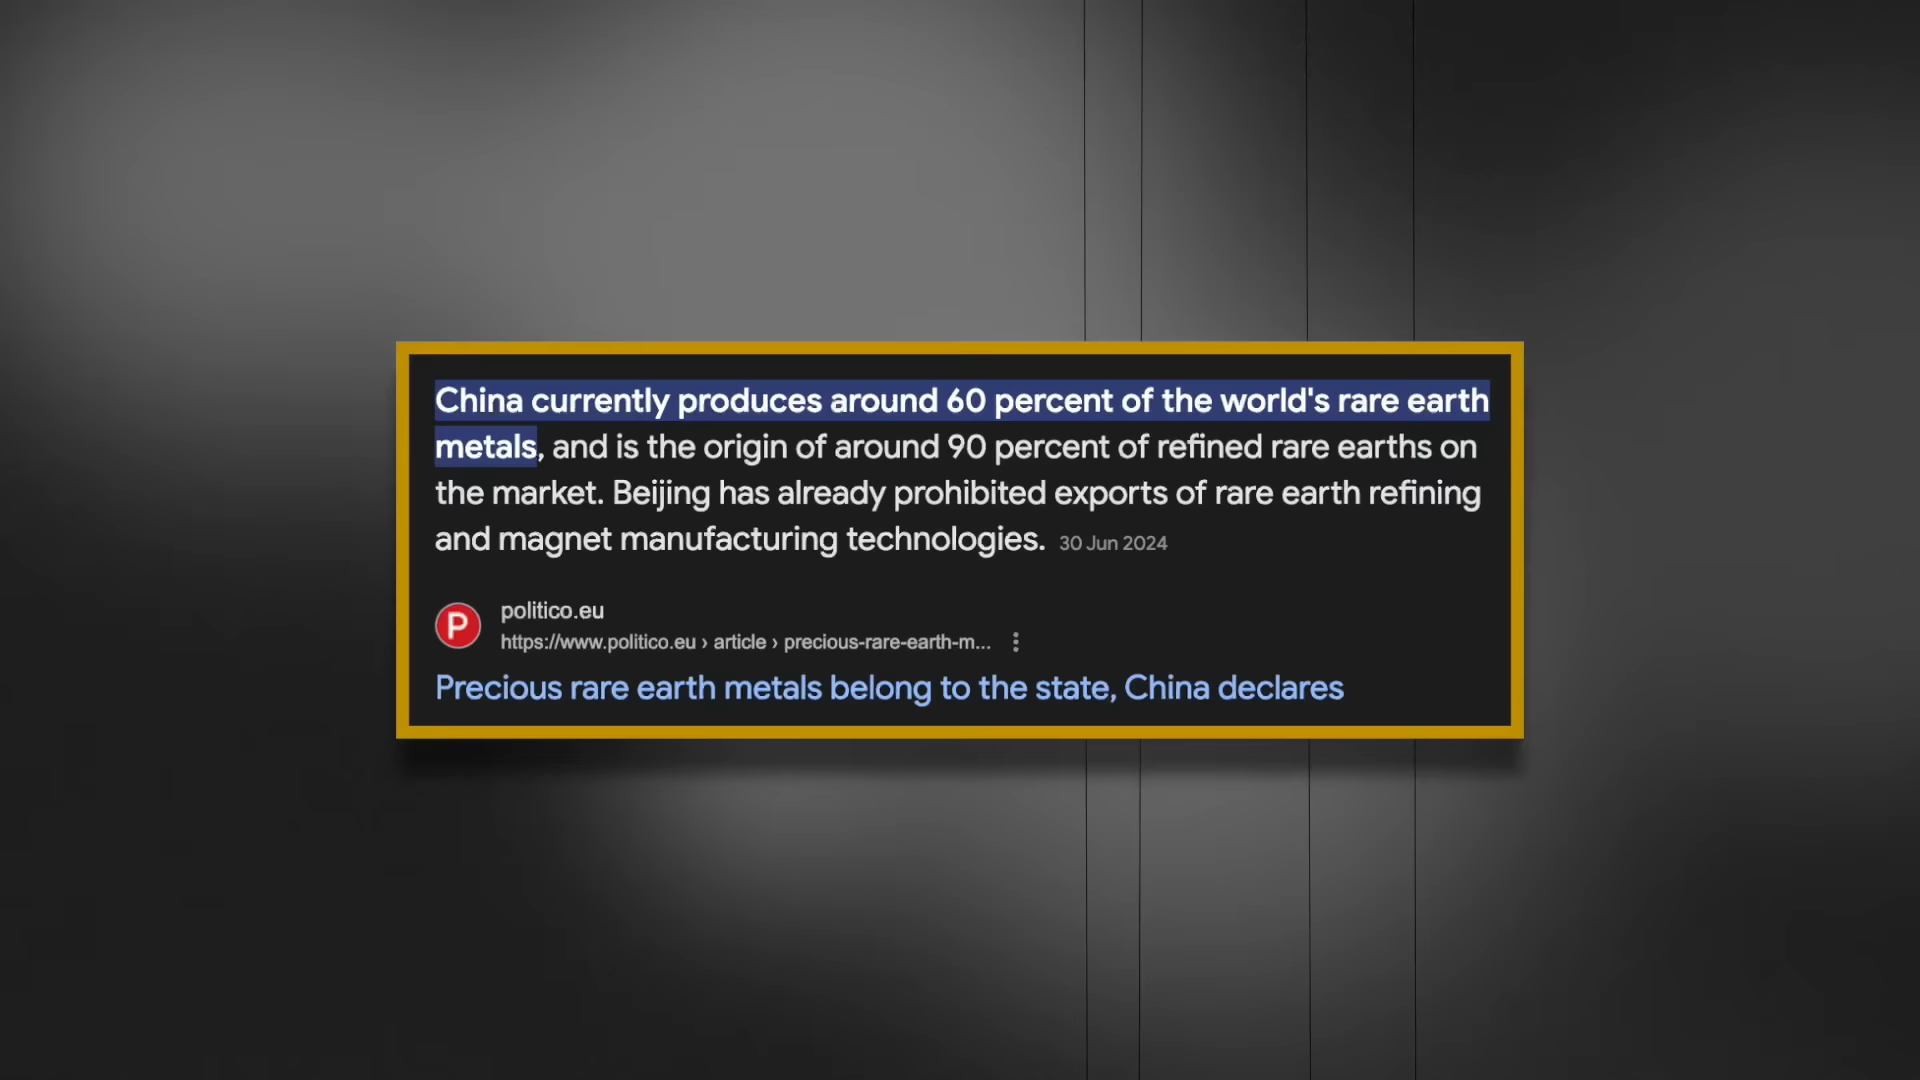 China currently produces around 60 percent of the world's rare earth
metals, and is the origin of around 90 percent of refined rare earths on
the market. Beijing has already prohibited exports of rare earth refining
and magnet manufacturing technologies. 30 Jun 2024
P
politico.eu
https://www.politico.eu › article › precious-rare-earth-m...
Precious rare earth metals belong to the state, China declares